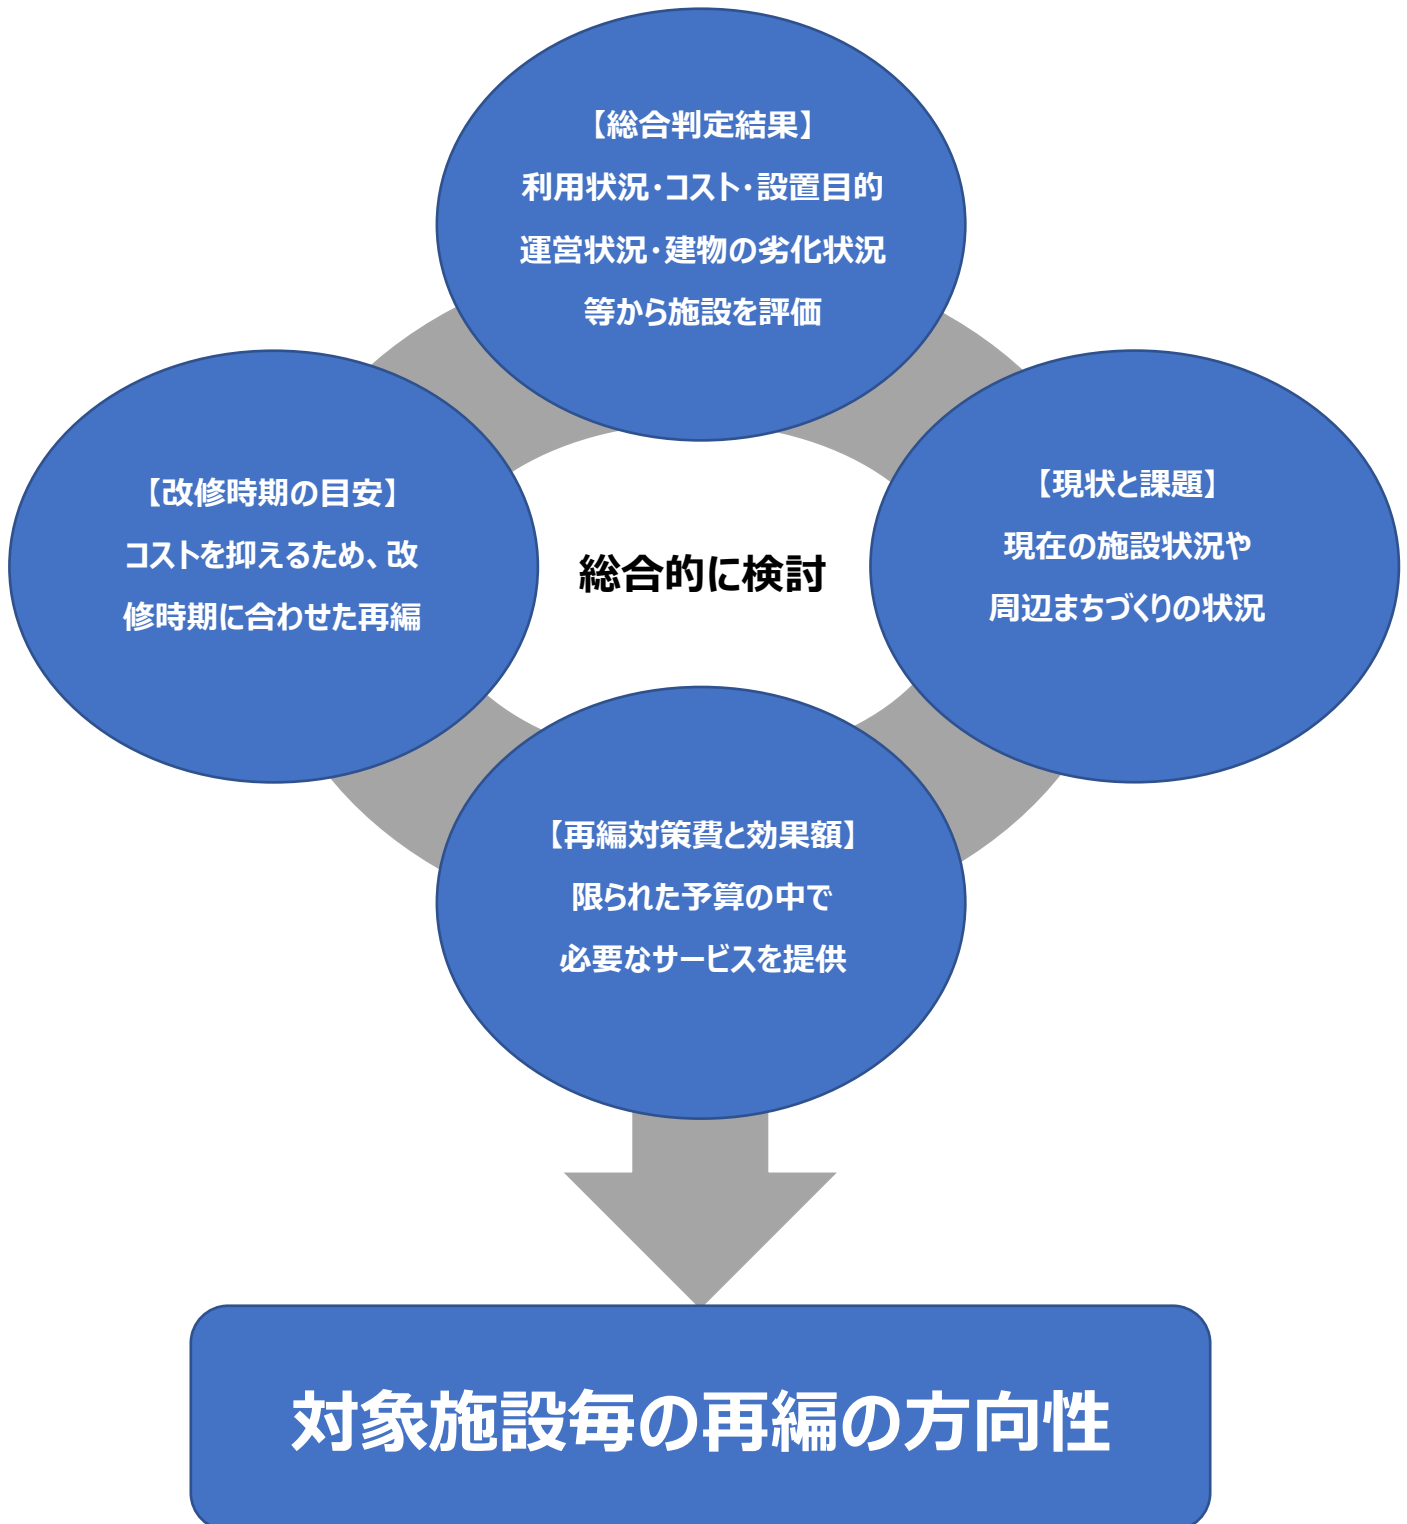 【総合判定結果】
利用状況・コスト・設置目的
運営状況・建物の劣化状況
等から施設を評価
【改修時期の目安】
コストを抑えるため、改
修時期に合わせた再編
総合的に検討
【現状と課題】
現在の施設状況や
周辺まちづくりの状況
【再編対策費と効果額】
限られた予算の中で
必要なサービスを提供
対象施設毎の再編の方向性